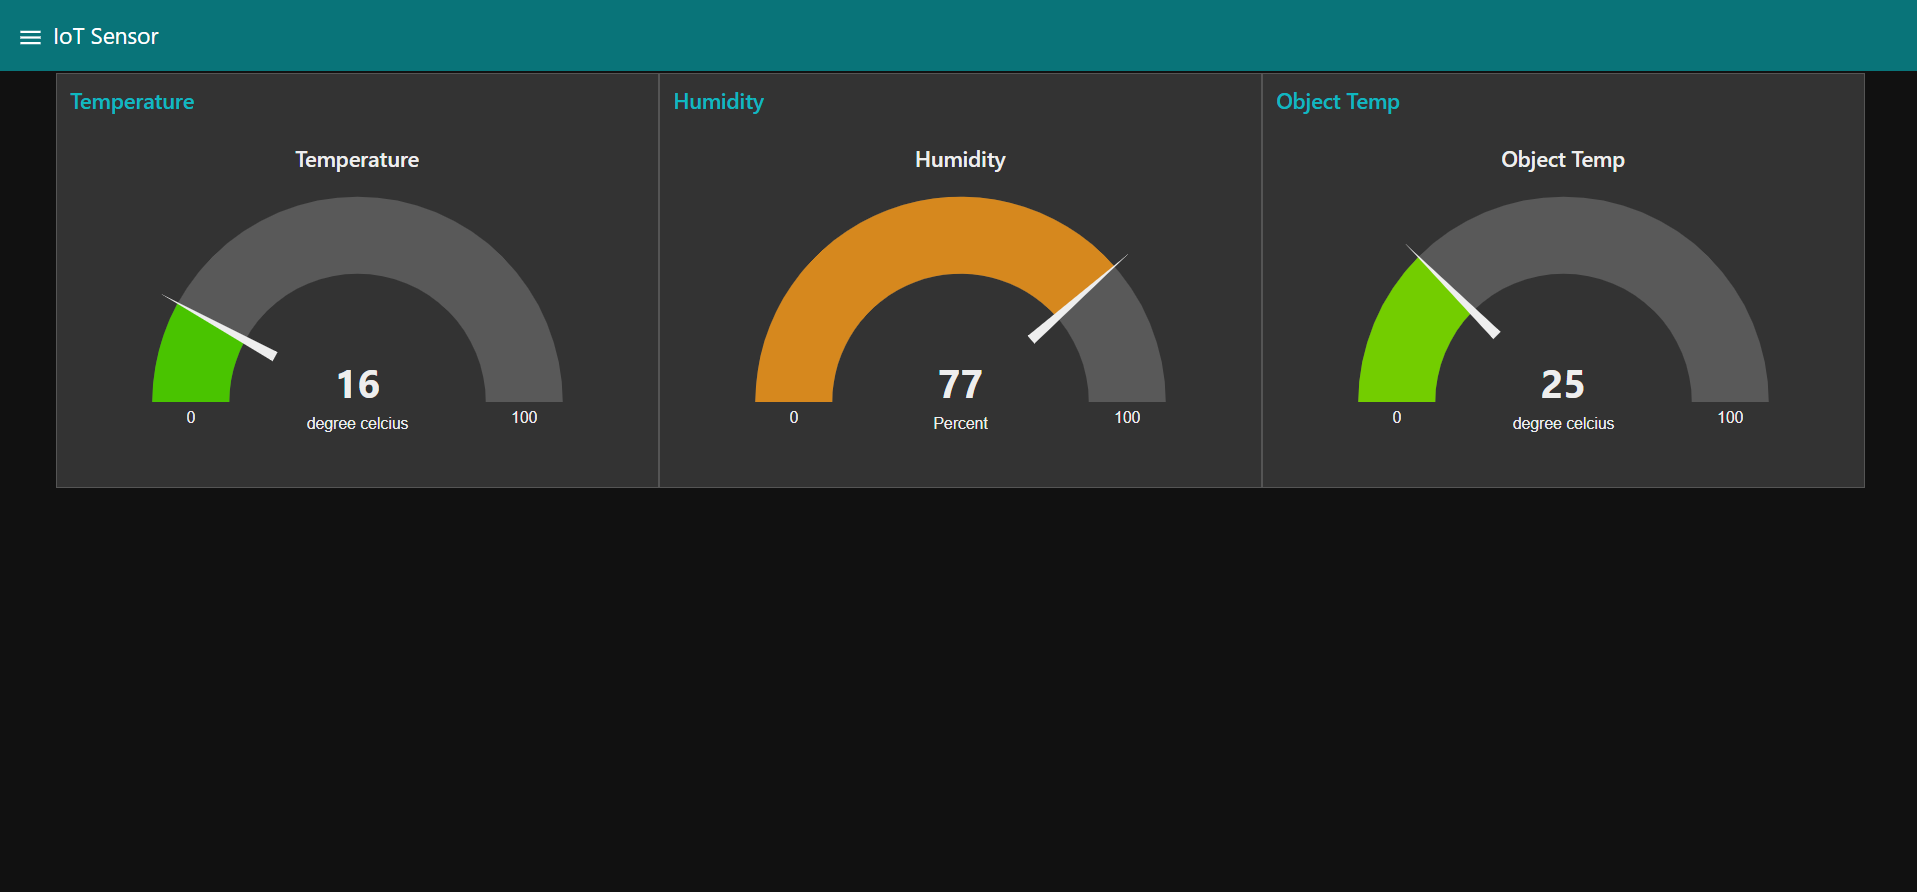 IoT Sensor
Temperature
Temperature
16
0
degree celcius
100
Humidity
Humidity
77
0
Percent
100
Object Temp
Object Temp
25
0
degree celcius
100